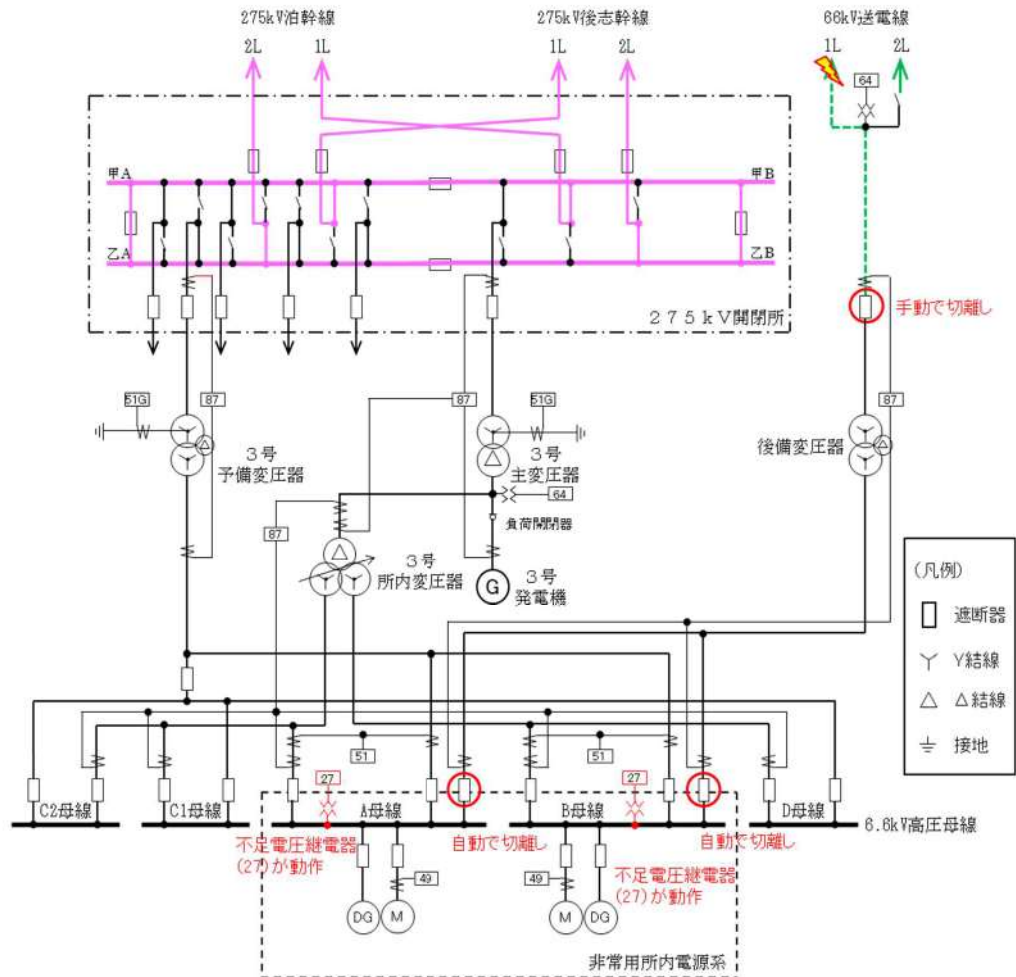 275kV泊幹線
275kV後志幹線
66kV送電線
2L
1L
1L
2L
1L
2L
64
甲A
甲B
乙A
乙B
275kV開閉所
手動で切離し
51G
87
87
51G
87
3号
予備変圧器
3号
主変圧器
後備変圧器
64
負荷開閉器
87
3号
所内変圧器
G
3号
発電機
(凡例)
遮断器
Y結線
Δ結線
接地
51
51
27
27
C2母線
C1母線
A母線
B母線
D母線
6.6kV高圧母線
不足電圧継電器
(27)が動作
自動で切離し
自動で切離し
不足電圧継電器
(27)が動作
49
49
DG
M
M
DG
非常用所内電源系